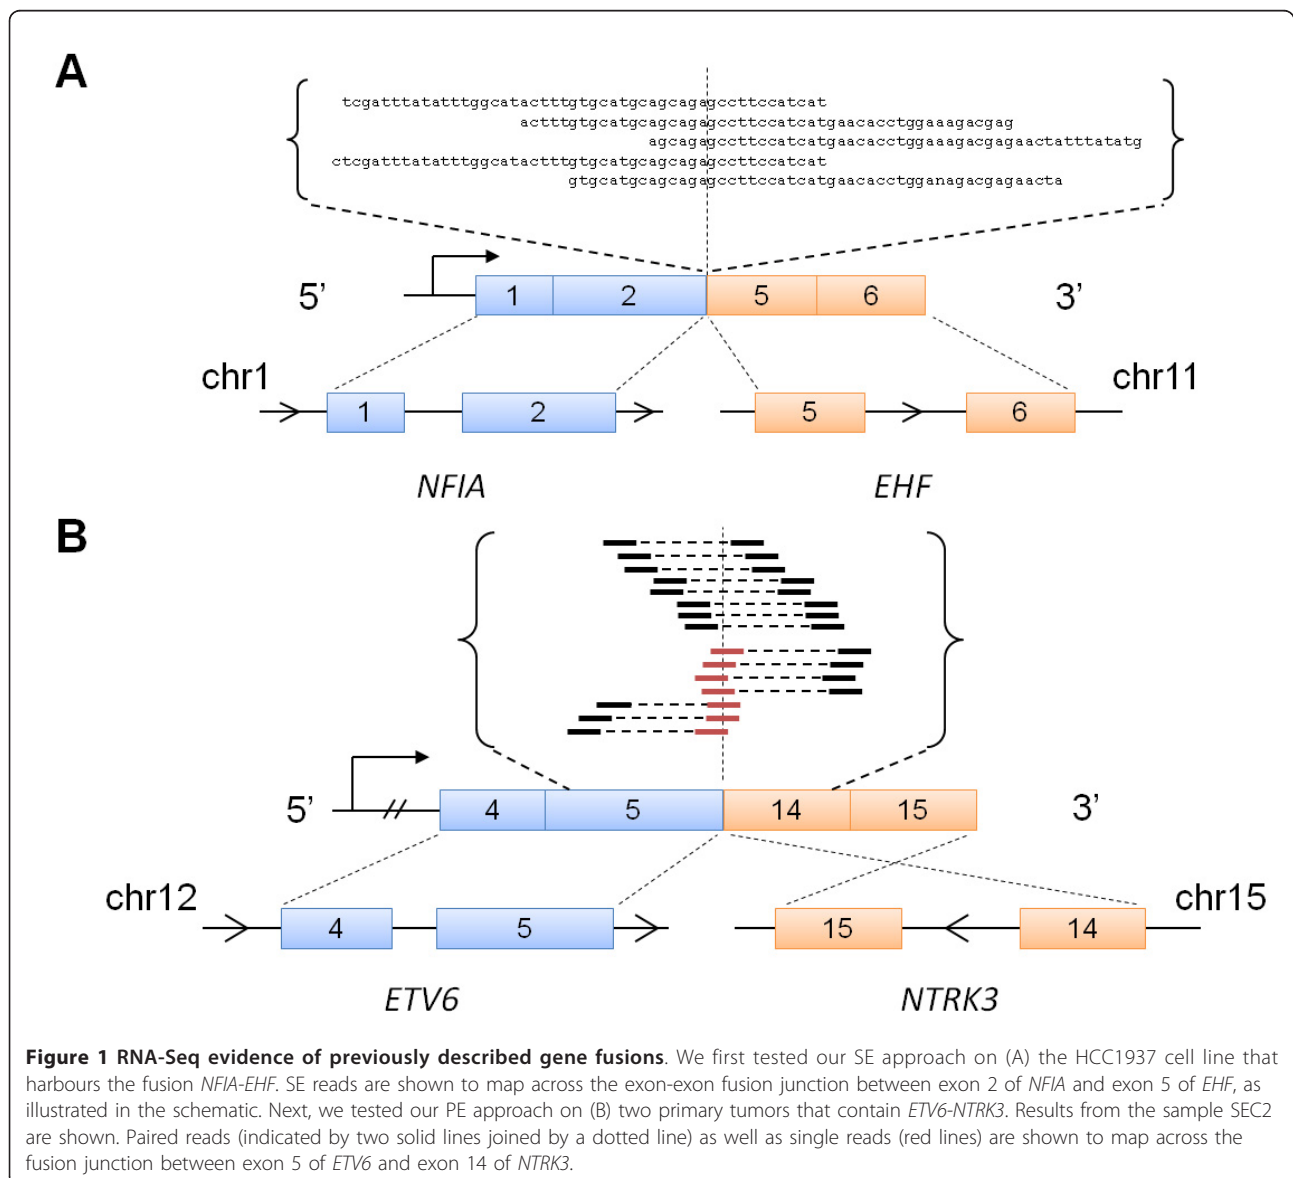 A
tcgatttatatttggcatactttgtgcatgcagcagagccttccatcat
actttgtgcatgcagcagagccttccatcatgaacacctggaaagacgag
agcagagccttccatcatgaacacctggaaagacgagaactatttatatg
ctcgatttatatttggcatactttgtgcatgcagcagagccttccatcat
gtgcatgcagcagagccttccatcatgaacacctgganagacgagaacta
5’ 1 2 5 6 3’
chr1 chr11
1 2 5 6
NFIA EHF
B
5’ 4 5 14 15 3’
chr12 chr15
4 5 15 14
ETV6 NTRK3
Figure 1 RNA-Seq evidence of previously described gene fusions. We first tested our SE approach on (A) the HCC1937 cell line that
harbours the fusion NFIA-EHF. SE reads are shown to map across the exon-exon fusion junction between exon 2 of NFIA and exon 5 of EHF, as
illustrated in the schematic. Next, we tested our PE approach on (B) two primary tumors that contain ETV6-NTRK3. Results from the sample SEC2
are shown. Paired reads (indicated by two solid lines joined by a dotted line) as well as single reads (red lines) are shown to map across the
fusion junction between exon 5 of ETV6 and exon 14 of NTRK3.